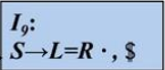 I₉:
S→L=R ·, $